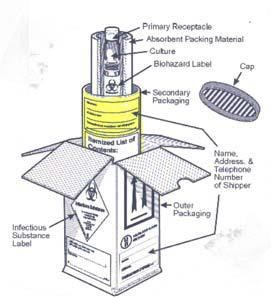 Primary Receptacle
Absorbent Packing Material
Culture
Biohazard Label
Cap
Secondary
Packaging
Itemized List of
Contents:
Name,
Address, &
Telephone
Number
of Shipper
Outer
Packaging
Infectious
Substance
Label